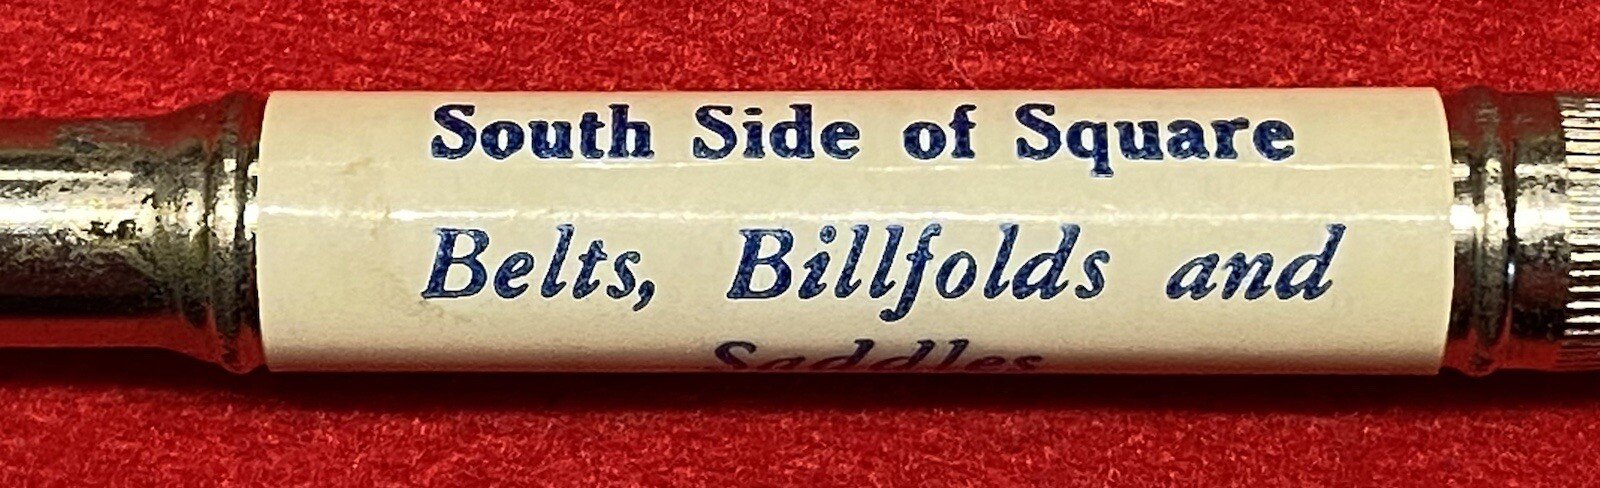 South Side of Square
Belts, Billfolds and
Saddles